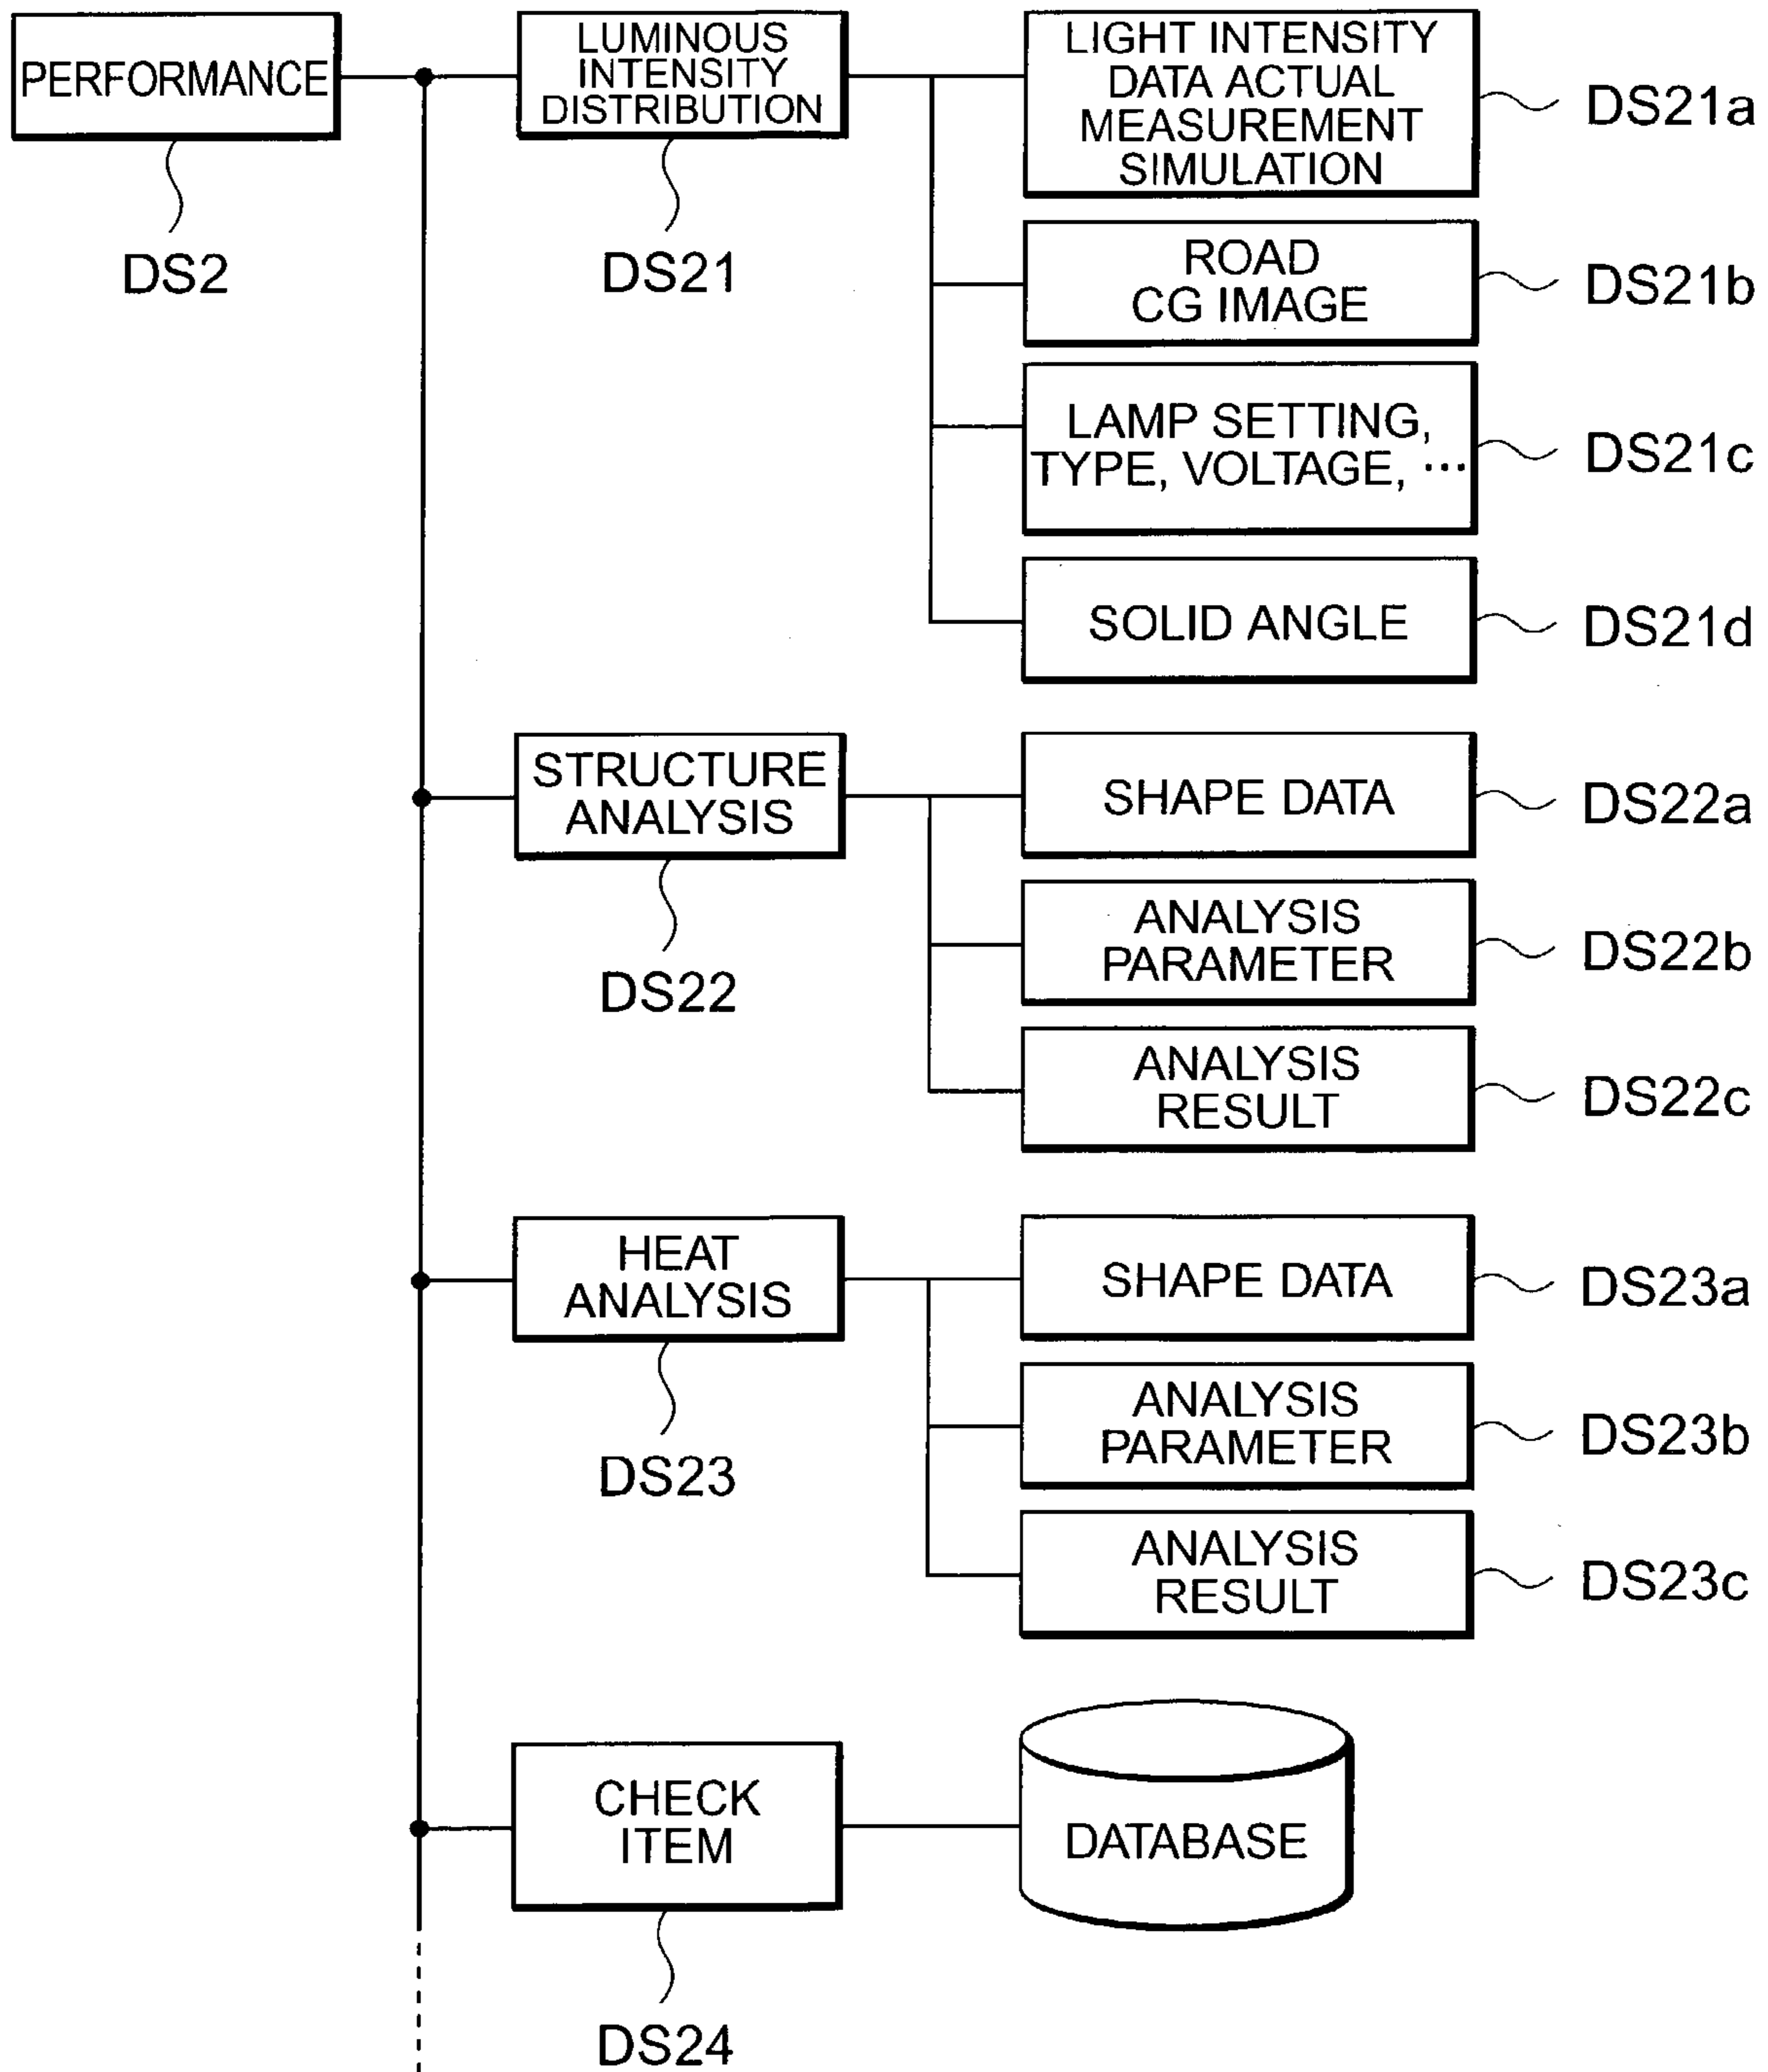 PERFORMANCE
DS2
LUMINOUS
INTENSITY
DISTRIBUTION
DS21
LIGHT INTENSITY
DATA ACTUAL
MEASUREMENT
SIMULATION
DS21a
ROAD
CG IMAGE
DS21b
LAMP SETTING,
TYPE, VOLTAGE, ···
DS21c
SOLID ANGLE
DS21d
STRUCTURE
ANALYSIS
DS22
SHAPE DATA
DS22a
ANALYSIS
PARAMETER
DS22b
ANALYSIS
RESULT
DS22c
HEAT
ANALYSIS
DS23
SHAPE DATA
DS23a
ANALYSIS
PARAMETER
DS23b
ANALYSIS
RESULT
DS23c
CHECK
ITEM
DS24
DATABASE